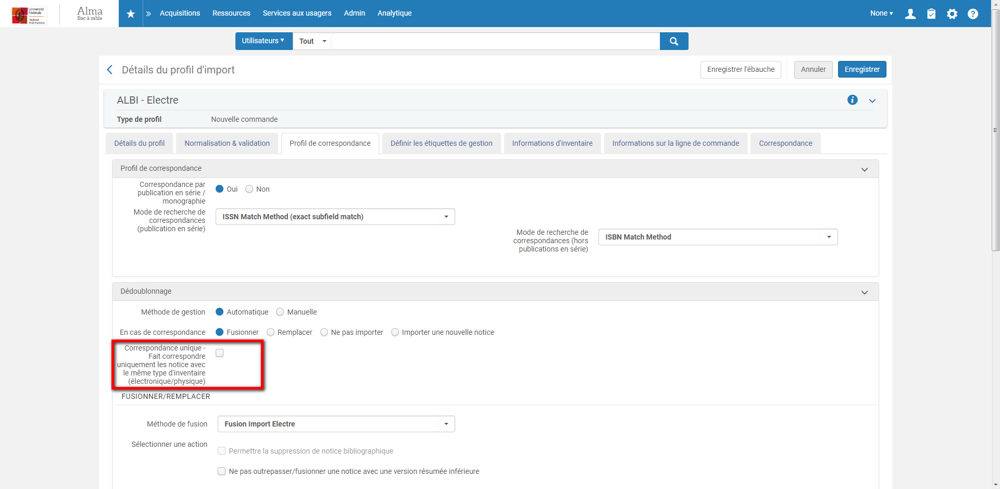 Université
Fédérale
Toulouse
Midi-Pyrénées
Alma
Bac à sable
Acquisitions
Ressources
Services aux usagers
Admin
Analytique
None
Utilisateurs
Tout
Détails du profil d'import
Enregistrer l'ébauche
Annuler
Enregistrer
ALBI - Electre
Type de profil
Nouvelle commande
Détails du profil
Normalisation & validation
Profil de correspondance
Définir les étiquettes de gestion
Informations d'inventaire
Informations sur la ligne de commande
Correspondance
Profil de correspondance
Correspondance par
publication en série /
monographie
Oui
Non
Mode de recherche de
correspondances
(publication en série)
ISSN Match Method (exact subfield match)
Mode de recherche de
correspondances (hors
publications en série)
ISBN Match Method
Dédoublonnage
Méthode de gestion
Automatique
Manuelle
En cas de correspondance
Fusionner
Remplacer
Ne pas importer
Importer une nouvelle notice
Correspondance unique -
Fait correspondre
uniquement les notice avec
le même type d'inventaire
(électronique/physique)
FUSIONNER/REMPLACER
Méthode de fusion
Fusion Import Electre
Sélectionner une action
Permettre la suppression de notice bibliographique
Ne pas outrepasser/fusionner une notice avec une version résumée inférieure